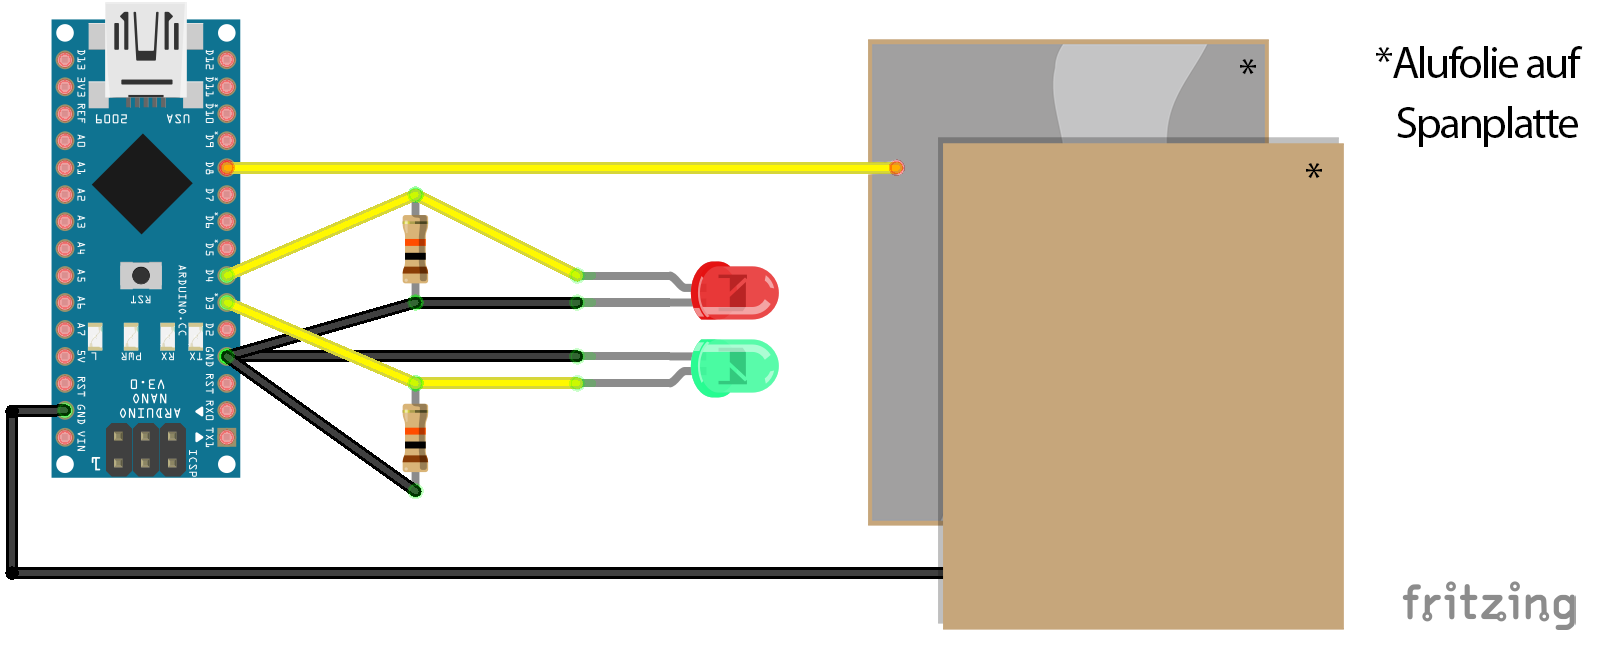 D13
3V3
REF
A0
A1
A2
A3
A4
A5
A6
A7
5V
RST
GND
VIN
D12
D11
D10
D9
D8
D7
D6
D5
D4
D3
D2
GND
RST
RX0
TX1
2009
USA
RST
ARDUINO.CC
L
PWR
RX
TX
ARDUINO
NANO
V3.0
ICSP
1
*
*
*Alufolie auf
Spanplatte
fritzing